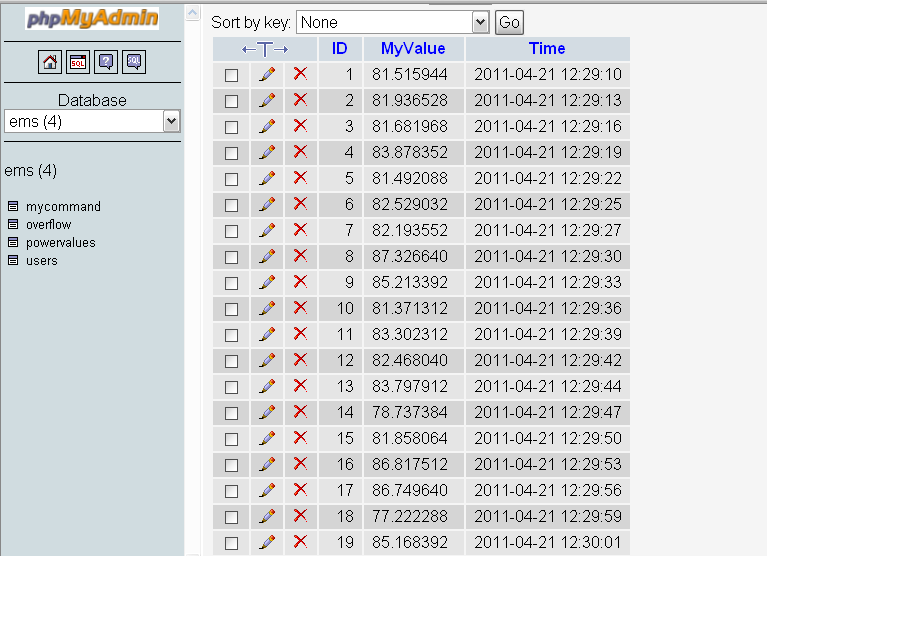 phpMyAdmin
SQL
?
SQL
Database
ems (4)
ems (4)
mycommand
overflow
powervalues
users
Sort by key: None Go
←T→ ID MyValue Time
1 81.515944 2011-04-21 12:29:10
2 81.936528 2011-04-21 12:29:13
3 81.681968 2011-04-21 12:29:16
4 83.878352 2011-04-21 12:29:19
5 81.492088 2011-04-21 12:29:22
6 82.529032 2011-04-21 12:29:25
7 82.193552 2011-04-21 12:29:27
8 87.326640 2011-04-21 12:29:30
9 85.213392 2011-04-21 12:29:33
10 81.371312 2011-04-21 12:29:36
11 83.302312 2011-04-21 12:29:39
12 82.468040 2011-04-21 12:29:42
13 83.797912 2011-04-21 12:29:44
14 78.737384 2011-04-21 12:29:47
15 81.858064 2011-04-21 12:29:50
16 86.817512 2011-04-21 12:29:53
17 86.749640 2011-04-21 12:29:56
18 77.222288 2011-04-21 12:29:59
19 85.168392 2011-04-21 12:30:01